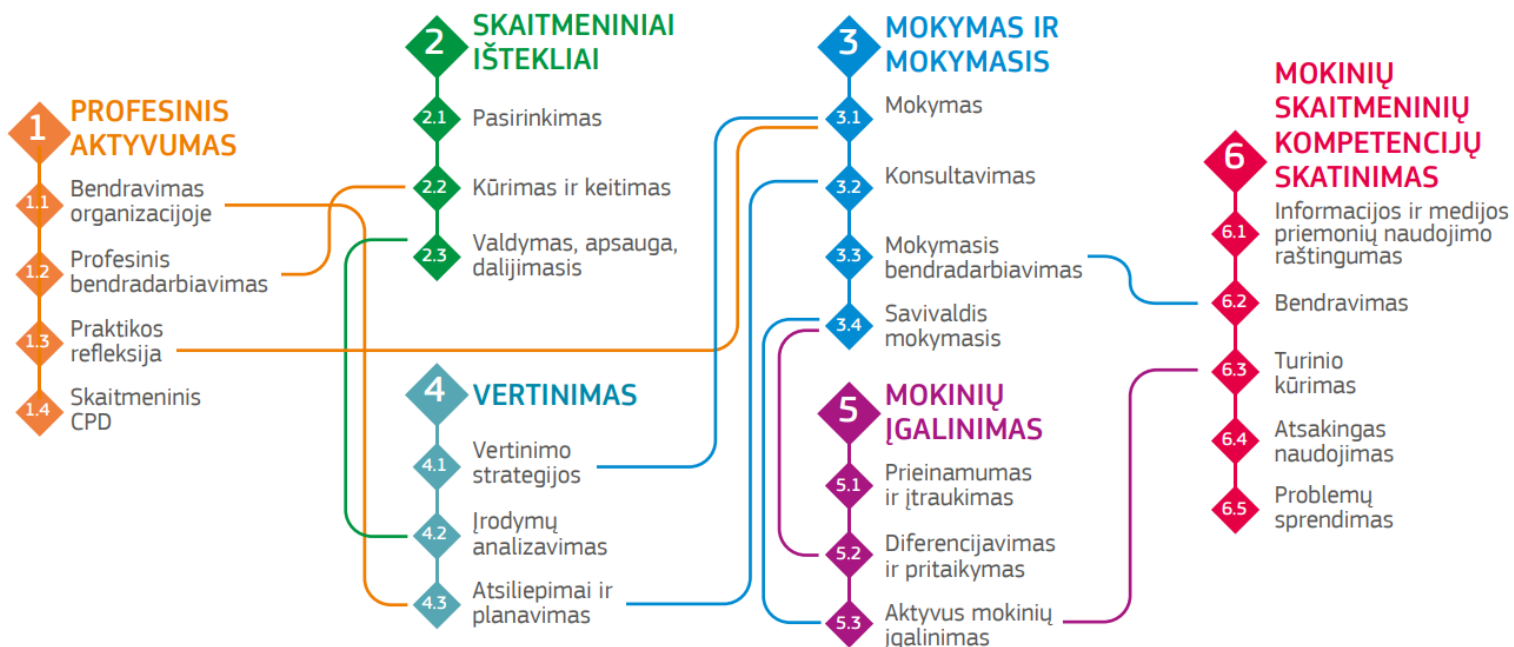 1
PROFESINIS
AKTYVUMAS
1.1
Bendravimas
organizacijoje
1.2
Profesinis
bendradarbiavimas
1.3
Praktikos
refleksija
1.4
Skaitmeninis
CPD
2
SKAITMENINIAI
IŠTEKLIAI
2.1
Pasirinkimas
2.2
Kūrimas ir keitimas
2.3
Valdymas, apsauga,
dalijimasis
4
VERTINIMAS
4.1
Vertinimo
strategijos
4.2
Įrodymų
analizavimas
4.3
Atsiliepimai ir
planavimas
3
MOKYMAS IR
MOKYMASIS
3.1
Mokymas
3.2
Konsultavimas
3.3
Mokymasis
bendradarbiavimas
3.4
Savivaldis
mokymasis
5
MOKINIŲ
ĮGALINIMAS
5.1
Prieinamumas
ir įtraukimas
5.2
Diferencijavimas
ir pritaikymas
5.3
Aktyvus mokinių
įgalinimas
6
MOKINIŲ
SKAITMENINIŲ
KOMPETENCIJŲ
SKATINIMAS
6.1
Informacijos ir medijos
priemonių naudojimo
raštingumas
6.2
Bendravimas
6.3
Turinio
kūrimas
6.4
Atsakingas
naudojimas
6.5
Problemų
sprendimas